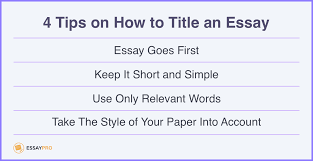 4 Tips on How to Title an Essay
Essay Goes First
Keep It Short and Simple
Use Only Relevant Words
Take The Style of Your Paper Into Account
ESSAYPRO